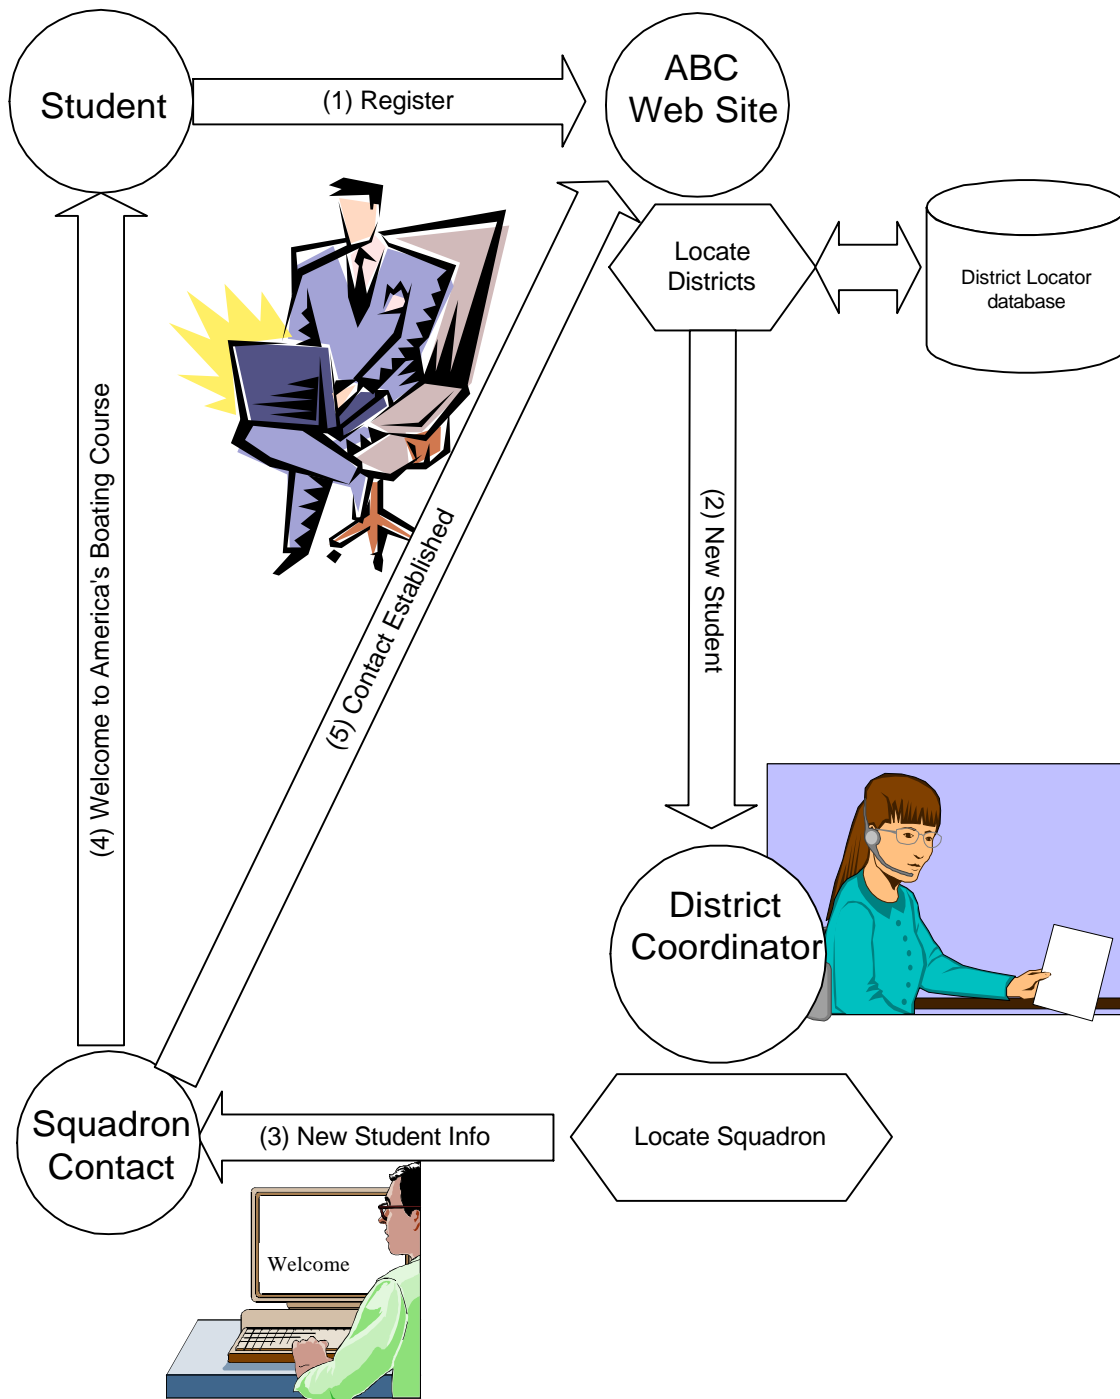 Student
(1) Register
ABC
Web Site
Locate
Districts
District Locator
database
(2) New Student
(4) Welcome to America's Boating Course
(5) Contact Established
District
Coordinator
Squadron
Contact
(3) New Student Info
Locate Squadron
Welcome